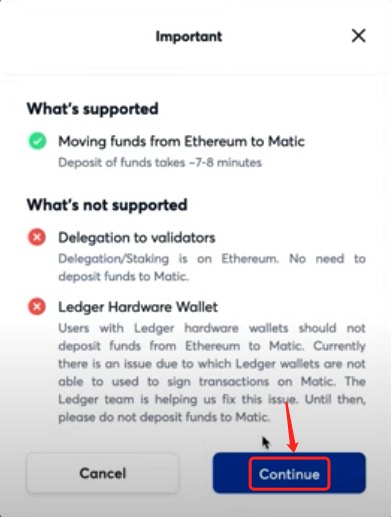 Important
What's supported
Moving funds from Ethereum to Matic
Deposit of funds takes ~7-8 minutes
What's not supported
Delegation to validators
Delegation/Staking is on Ethereum. No need to
deposit funds to Matic.
Ledger Hardware Wallet
Users with Ledger hardware wallets should not
deposit funds from Ethereum to Matic. Currently
there is an issue due to which Ledger wallets are not
able to used to sign transactions on Matic. The
Ledger team is helping us fix this issue. Until then,
please do not deposit funds to Matic.
Cancel
Continue